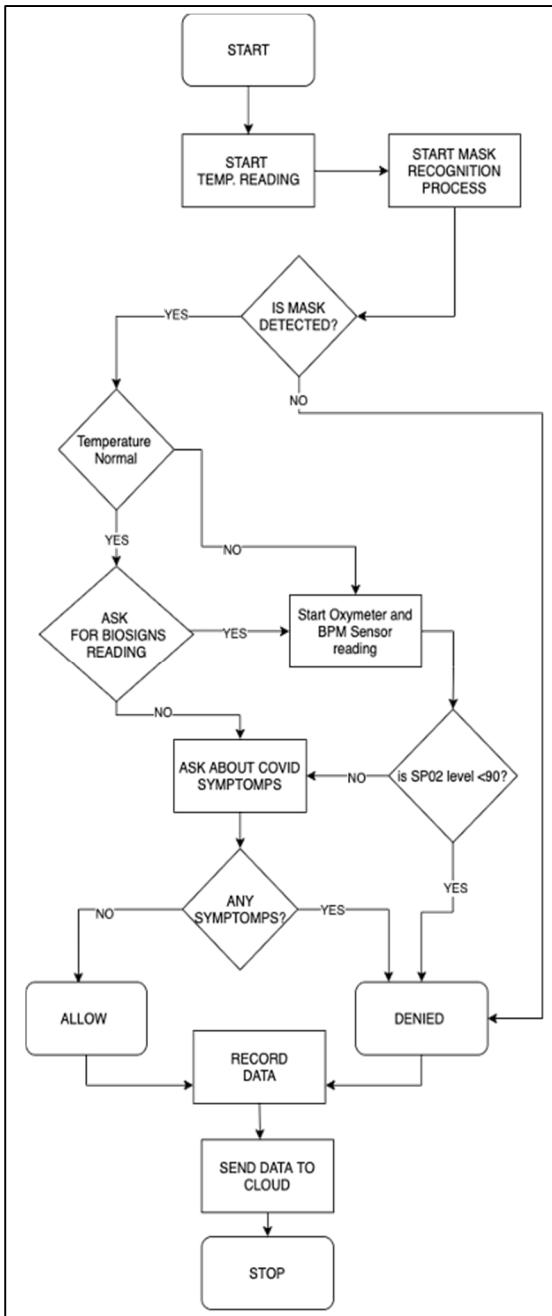 START
START
TEMP. READING
START MASK
RECOGNITION
PROCESS
IS MASK
DETECTED?
YES
NO
Temperature
Normal
YES
NO
ASK
FOR BIOSIGNS
READING
YES
Start Oxymeter and
BPM Sensor
reading
NO
ASK ABOUT COVID
SYMPTOMPS
NO
is SP02 level <90?
YES
ANY
SYMPTOMPS?
NO
YES
ALLOW
DENIED
RECORD
DATA
SEND DATA TO
CLOUD
STOP